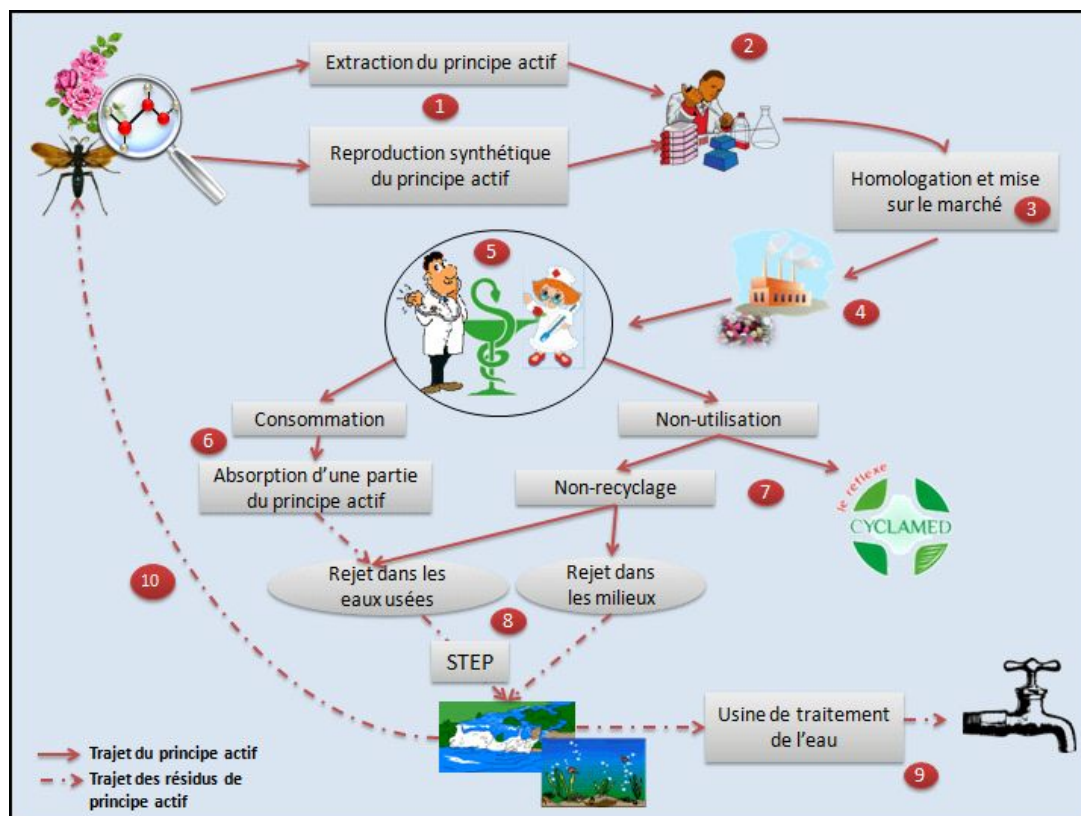 Extraction du principe actif
1
Reproduction synthétique
du principe actif
2
Homologation et mise
sur le marché
3
4
5
Consommation
6
Absorption d'une partie
du principe actif
Non-utilisation
Non-recyclage
7
le réflexe
CYCLAMED
Rejet dans les
eaux usées
Rejet dans
les milieux
8
STEP
10
Usine de traitement
de l'eau
9
Trajet du principe actif
Trajet des résidus de
principe actif